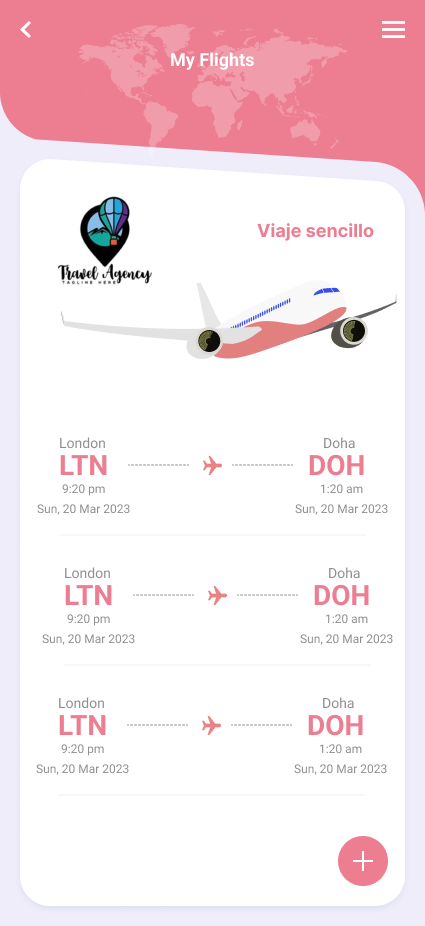 My Flights
Viaje sencillo
Travel Agency
TAGLINE HERE
London
Doha
LTN
DOH
9:20 pm
1:20 am
Sun, 20 Mar 2023
Sun, 20 Mar 2023
London
Doha
LTN
DOH
9:20 pm
1:20 am
Sun, 20 Mar 2023
Sun, 20 Mar 2023
London
Doha
LTN
DOH
9:20 pm
1:20 am
Sun, 20 Mar 2023
Sun, 20 Mar 2023